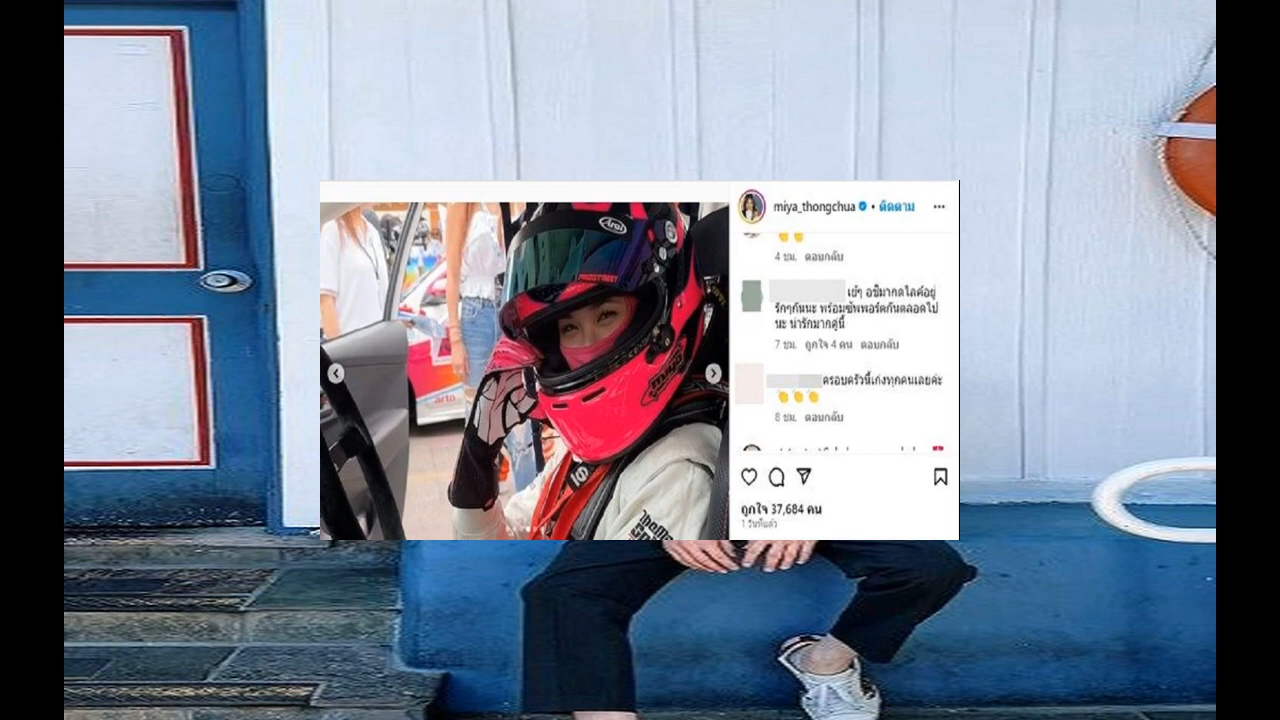 miya_thongchua • ติดตาม
4 ชม. ตอบกลับ
เย้ๆ อชิมากดไลค์อยู่
รักๆกันนะ พร้อมซัพพอร์ตกันตลอดไป
นะ น่ารักมากคู่นี้
7 ชม. ถูกใจ 4 คน ตอบกลับ
ครอบครัวนี้เก่งทุกคนเลยค่ะ
8 ชม. ตอบกลับ
ถูกใจ 37,684 คน
1 วันที่แล้ว
Arai
arto